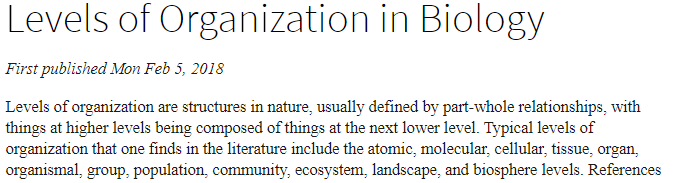 Levels of Organization in Biology
First published Mon Feb 5, 2018
Levels of organization are structures in nature, usually defined by part-whole relationships, with
things at higher levels being composed of things at the next lower level. Typical levels of
organization that one finds in the literature include the atomic, molecular, cellular, tissue, organ,
organismal, group, population, community, ecosystem, landscape, and biosphere levels. References